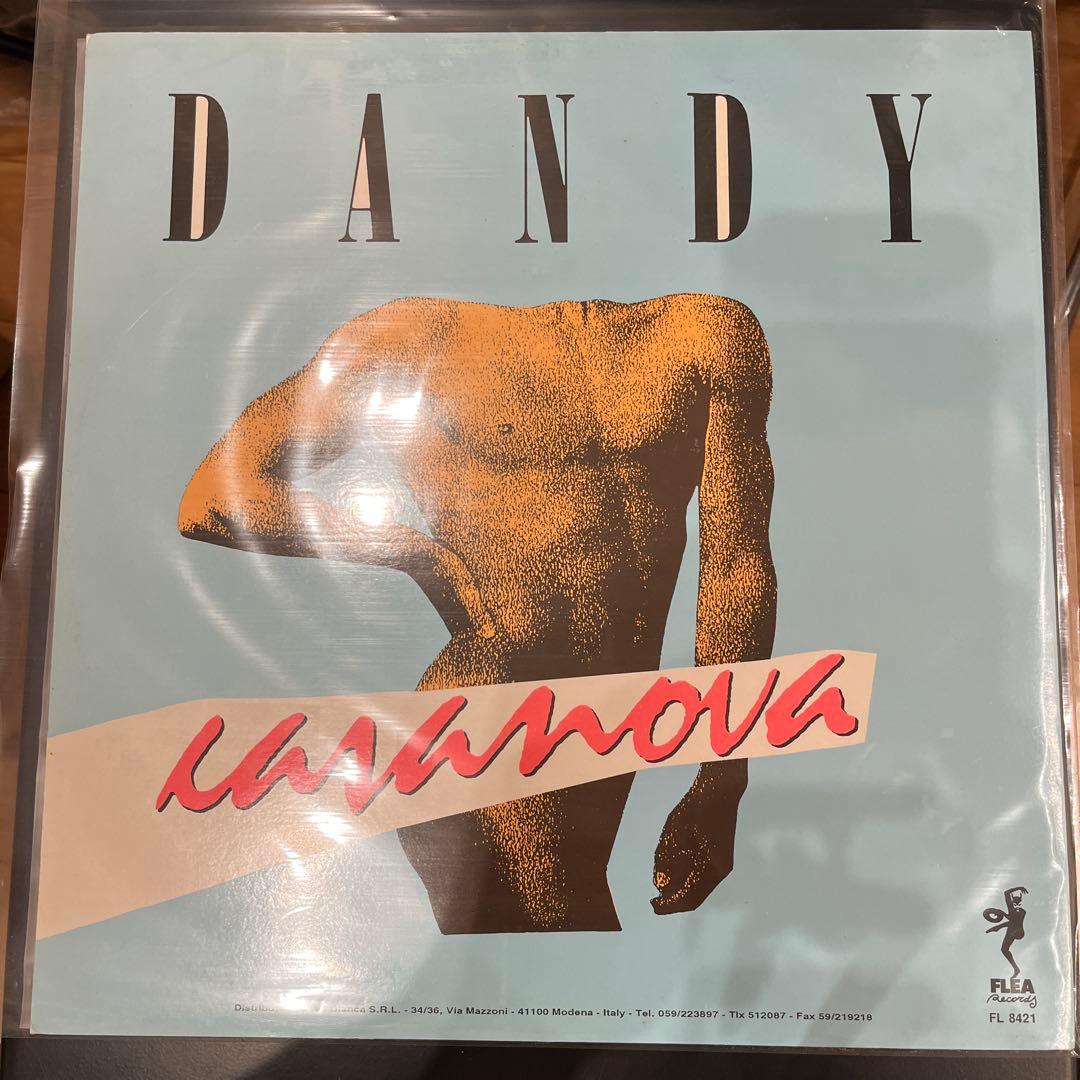 DANDY
casanova
FLEA
Records
FL 8421
S.R.L. - 34/36, Via Mazzoni - 41100 Modena - Italy - Tel. 059/223897 - Tlx 512087 - Fax 59/219218